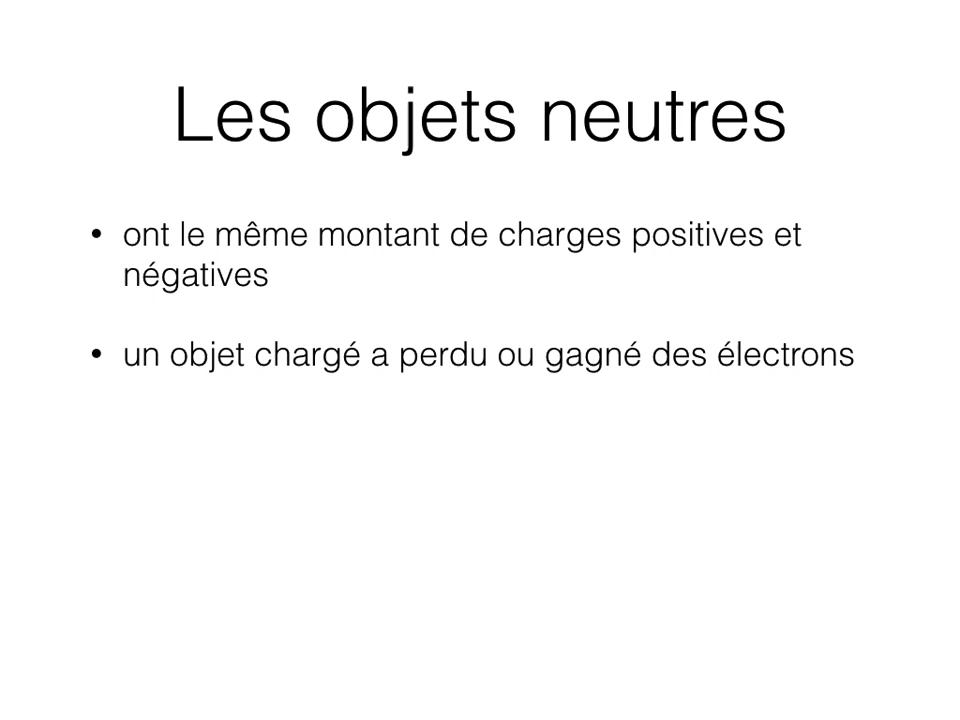 Les objets neutres
• ont le même montant de charges positives et
négatives
• un objet chargé a perdu ou gagné des électrons